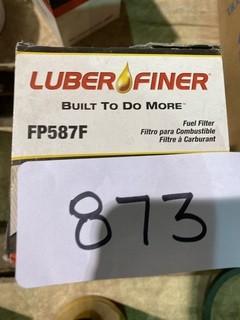 LUBER FINER
BUILT TO DO MORE™
FP587F
Fuel Filter
Filtro para Combustible
Filtre à Carburant
873